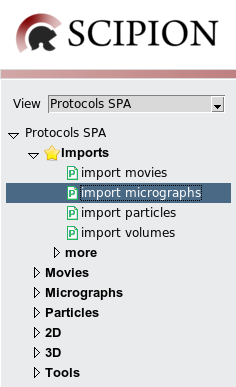 SCIPION
View Protocols SPA
Protocols SPA
Imports
import movies
import micrographs
import particles
import volumes
more
Movies
Micrographs
Particles
2D
3D
Tools